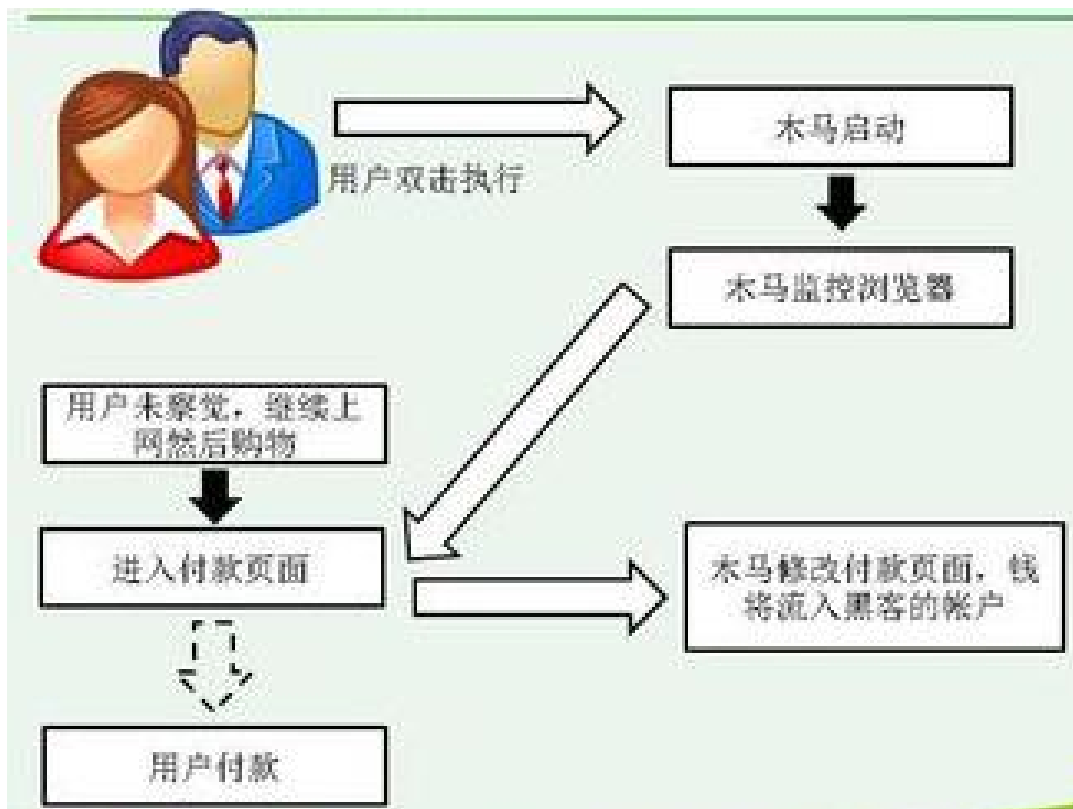 木马启动
用户双击执行
木马监控浏览器
用户未察觉，继续上
网然后购物
进入付款页面
木马修改付款页面，钱
将流入黑客的帐户
用户付款